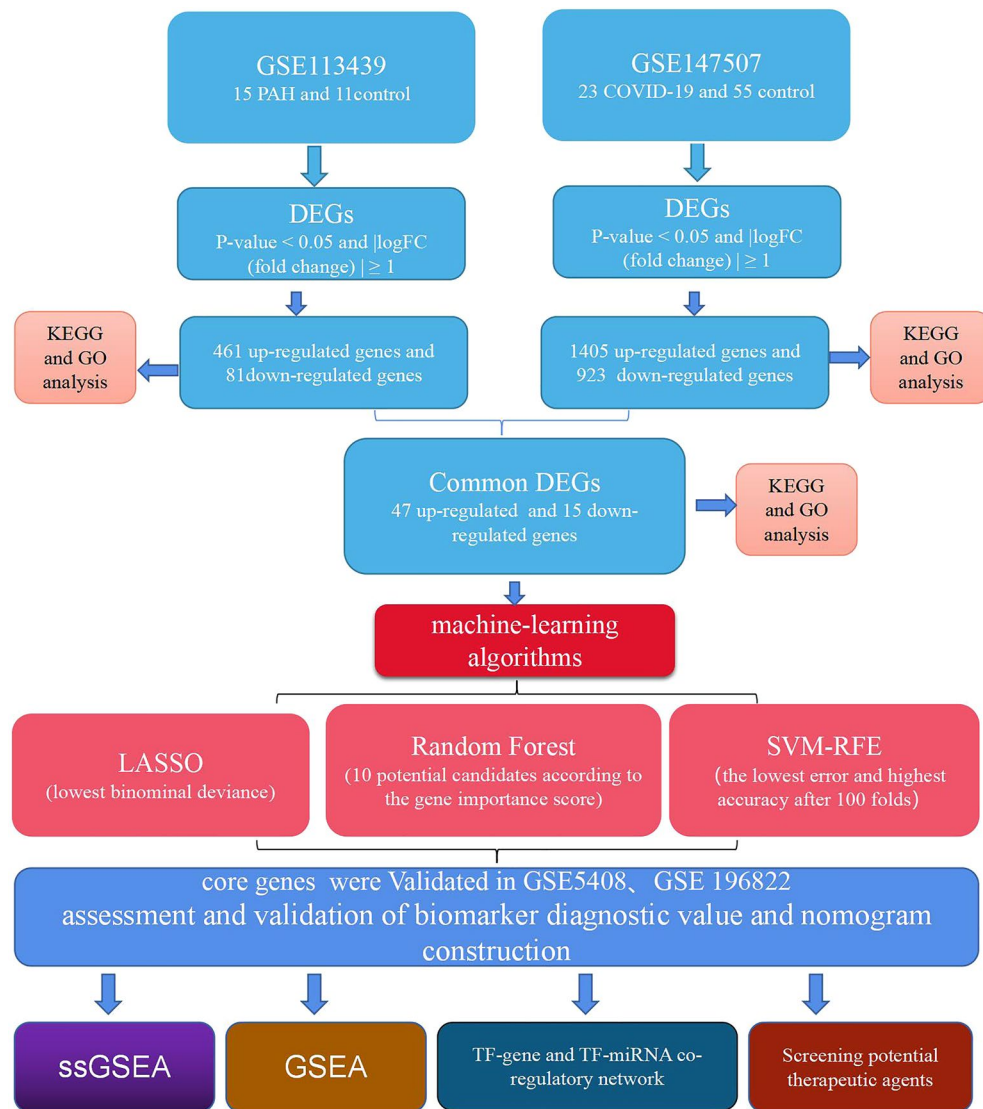 GSE113439
15 PAH and 11control
GSE147507
23 COVID-19 and 55 control
DEGs
P-value < 0.05 and |logFC
(fold change) | ≥ 1
DEGs
P-value < 0.05 and |logFC
(fold change) | ≥ 1
KEGG
and GO
analysis
461 up-regulated genes and
81down-regulated genes
1405 up-regulated genes and
923 down-regulated genes
KEGG
and GO
analysis
Common DEGs
47 up-regulated and 15 down-
regulated genes
KEGG
and GO
analysis
machine-learning
algorithms
LASSO
(lowest binominal deviance)
Random Forest
(10 potential candidates according to
the gene importance score)
SVM-RFE
(the lowest error and highest
accuracy after 100 folds)
core genes were Validated in GSE5408、GSE 196822
assessment and validation of biomarker diagnostic value and nomogram
construction
ssGSEA
GSEA
TF-gene and TF-miRNA co-
regulatory network
Screening potential
therapeutic agents